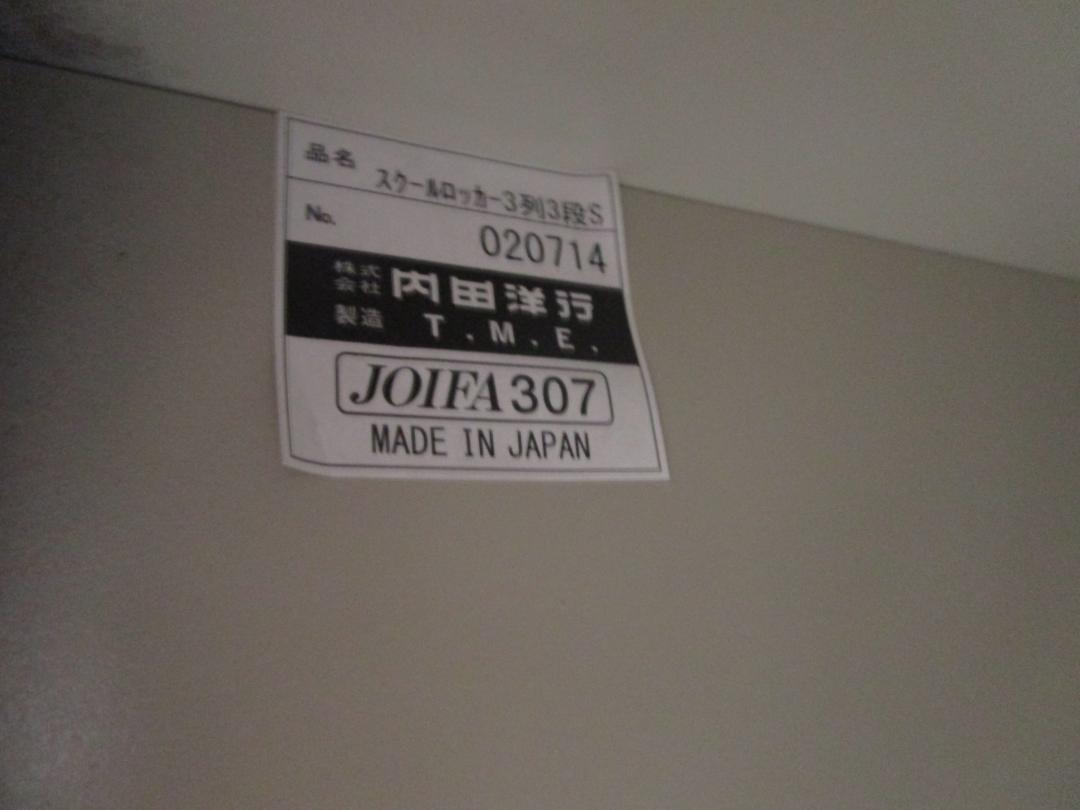 品名 スクールロッカー3列3段S
No. 020714
株式会社 内田洋行
製造 T.M.E.
JOIFA 307
MADE IN JAPAN